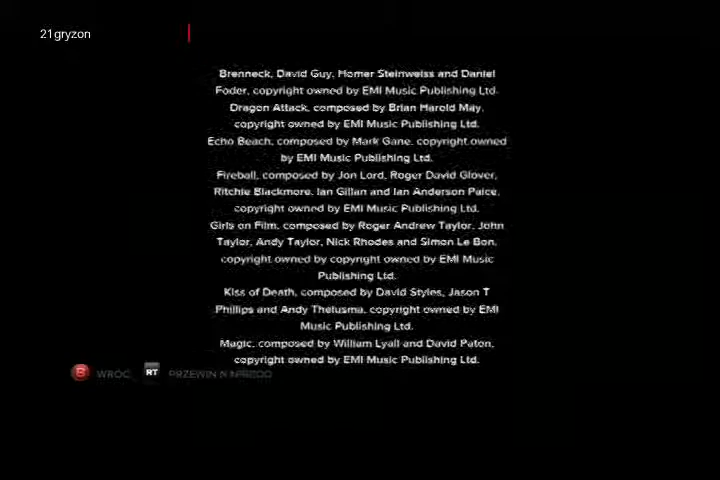 21gryzon
Brenneck, David Guy, Homer Steinweiss and Daniel
Foder, copyright owned by EMI Music Publishing Ltd.
Dragon Attack, composed by Brian Harold May,
copyright owned by EMI Music Publishing Ltd.
Echo Beach, composed by Mark Gane, copyright owned
by EMI Music Publishing Ltd.
Fireball, composed by Jon Lord, Roger David Glover,
Ritchie Blackmore, Ian Gillan and Ian Anderson Paice,
copyright owned by EMI Music Publishing Ltd.
Girls on Film, composed by Roger Andrew Taylor, John
Taylor, Andy Taylor, Nick Rhodes and Simon Le Bon,
copyright owned by copyright owned by EMI Music
Publishing Ltd.
Kiss of Death, composed by David Styles, Jason T
Phillips and Andy Thelusma, copyright owned by EMI
Music Publishing Ltd.
Magic, composed by William Lyall and David Paton,
copyright owned by EMI Music Publishing Ltd.
B WRÓĆ RT PRZEWIŃ